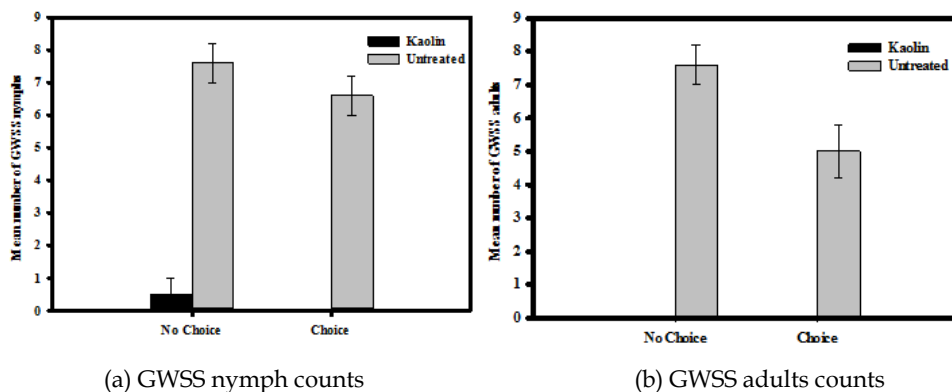 9
8
7
6
5
4
3
2
1
0
Mean number of GWSS nymphs
Kaolin
Untreated
No Choice
Choice
(a) GWSS nymph counts
9
8
7
6
5
4
3
2
1
0
Mean number of GWSS adults
Kaolin
Untreated
No Choice
Choice
(b) GWSS adults counts